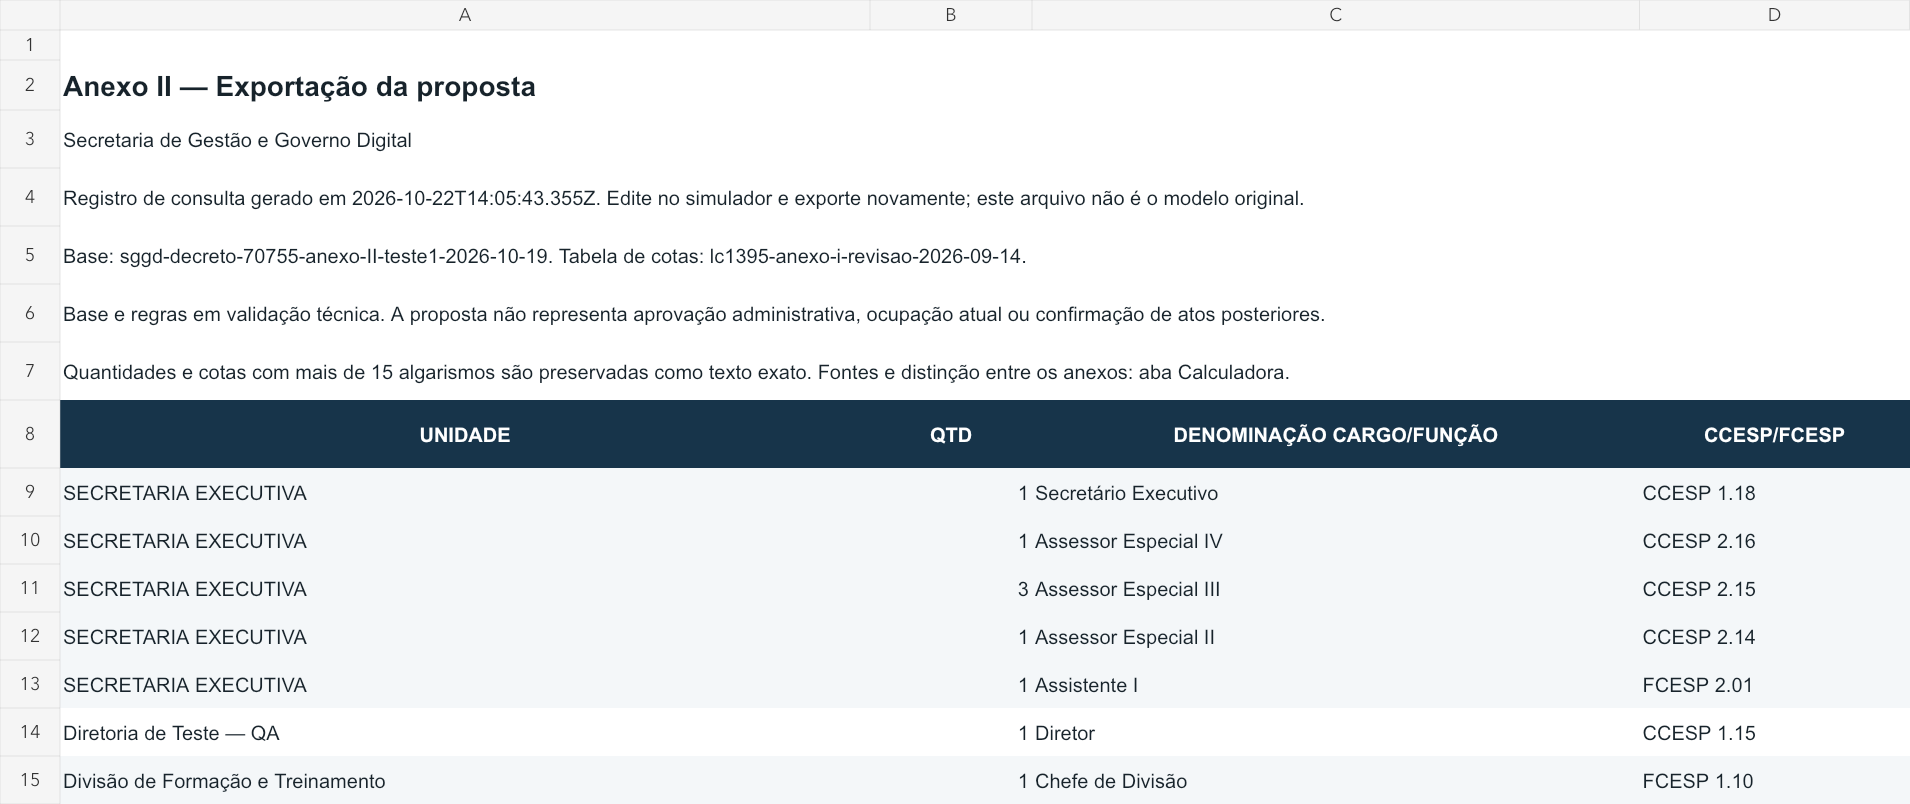 A B C D
1
2 Anexo II — Exportação da proposta
3 Secretaria de Gestão e Governo Digital
4 Registro de consulta gerado em 2026-10-22T14:05:43.355Z. Edite no simulador e exporte novamente; este arquivo não é o modelo original.
5 Base: sggd-decreto-70755-anexo-II-teste1-2026-10-19. Tabela de cotas: lc1395-anexo-i-revisao-2026-09-14.
6 Base e regras em validação técnica. A proposta não representa aprovação administrativa, ocupação atual ou confirmação de atos posteriores.
7 Quantidades e cotas com mais de 15 algarismos são preservadas como texto exato. Fontes e distinção entre os anexos: aba Calculadora.
8 UNIDADE QTD DENOMINAÇÃO CARGO/FUNÇÃO CCESP/FCESP
9 SECRETARIA EXECUTIVA 1 Secretário Executivo CCESP 1.18
10 SECRETARIA EXECUTIVA 1 Assessor Especial IV CCESP 2.16
11 SECRETARIA EXECUTIVA 3 Assessor Especial III CCESP 2.15
12 SECRETARIA EXECUTIVA 1 Assessor Especial II CCESP 2.14
13 SECRETARIA EXECUTIVA 1 Assistente I FCESP 2.01
14 Diretoria de Teste — QA 1 Diretor CCESP 1.15
15 Divisão de Formação e Treinamento 1 Chefe de Divisão FCESP 1.10